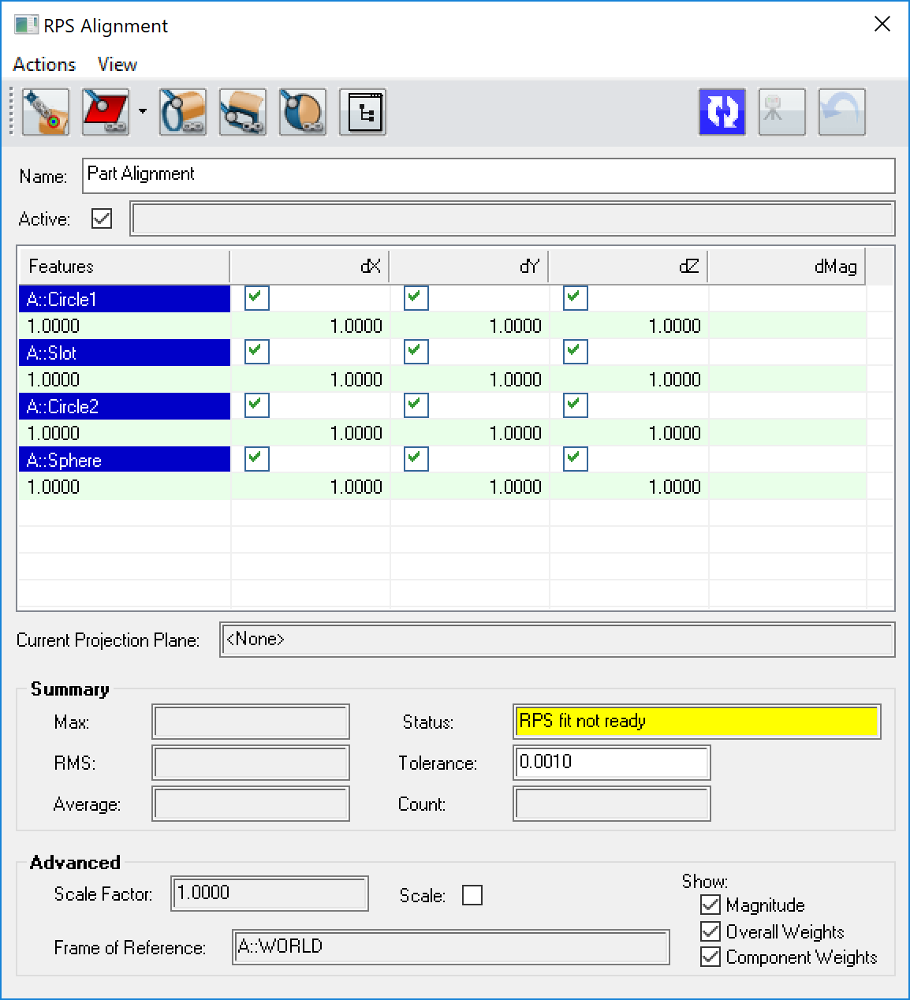 RPS Alignment
Actions View
Name: Part Alignment
Active:
Features dX dY dZ dMag
A::Circle1
1.0000 1.0000 1.0000 1.0000
A::Slot
1.0000 1.0000 1.0000 1.0000
A::Circle2
1.0000 1.0000 1.0000 1.0000
A::Sphere
1.0000 1.0000 1.0000 1.0000
Current Projection Plane: <None>
Summary
Max: Status: RPS fit not ready
RMS: Tolerance: 0.0010
Average: Count:
Advanced
Show:
Scale Factor: 1.0000 Scale:
Magnitude
Overall Weights
Frame of Reference: A::WORLD
Component Weights